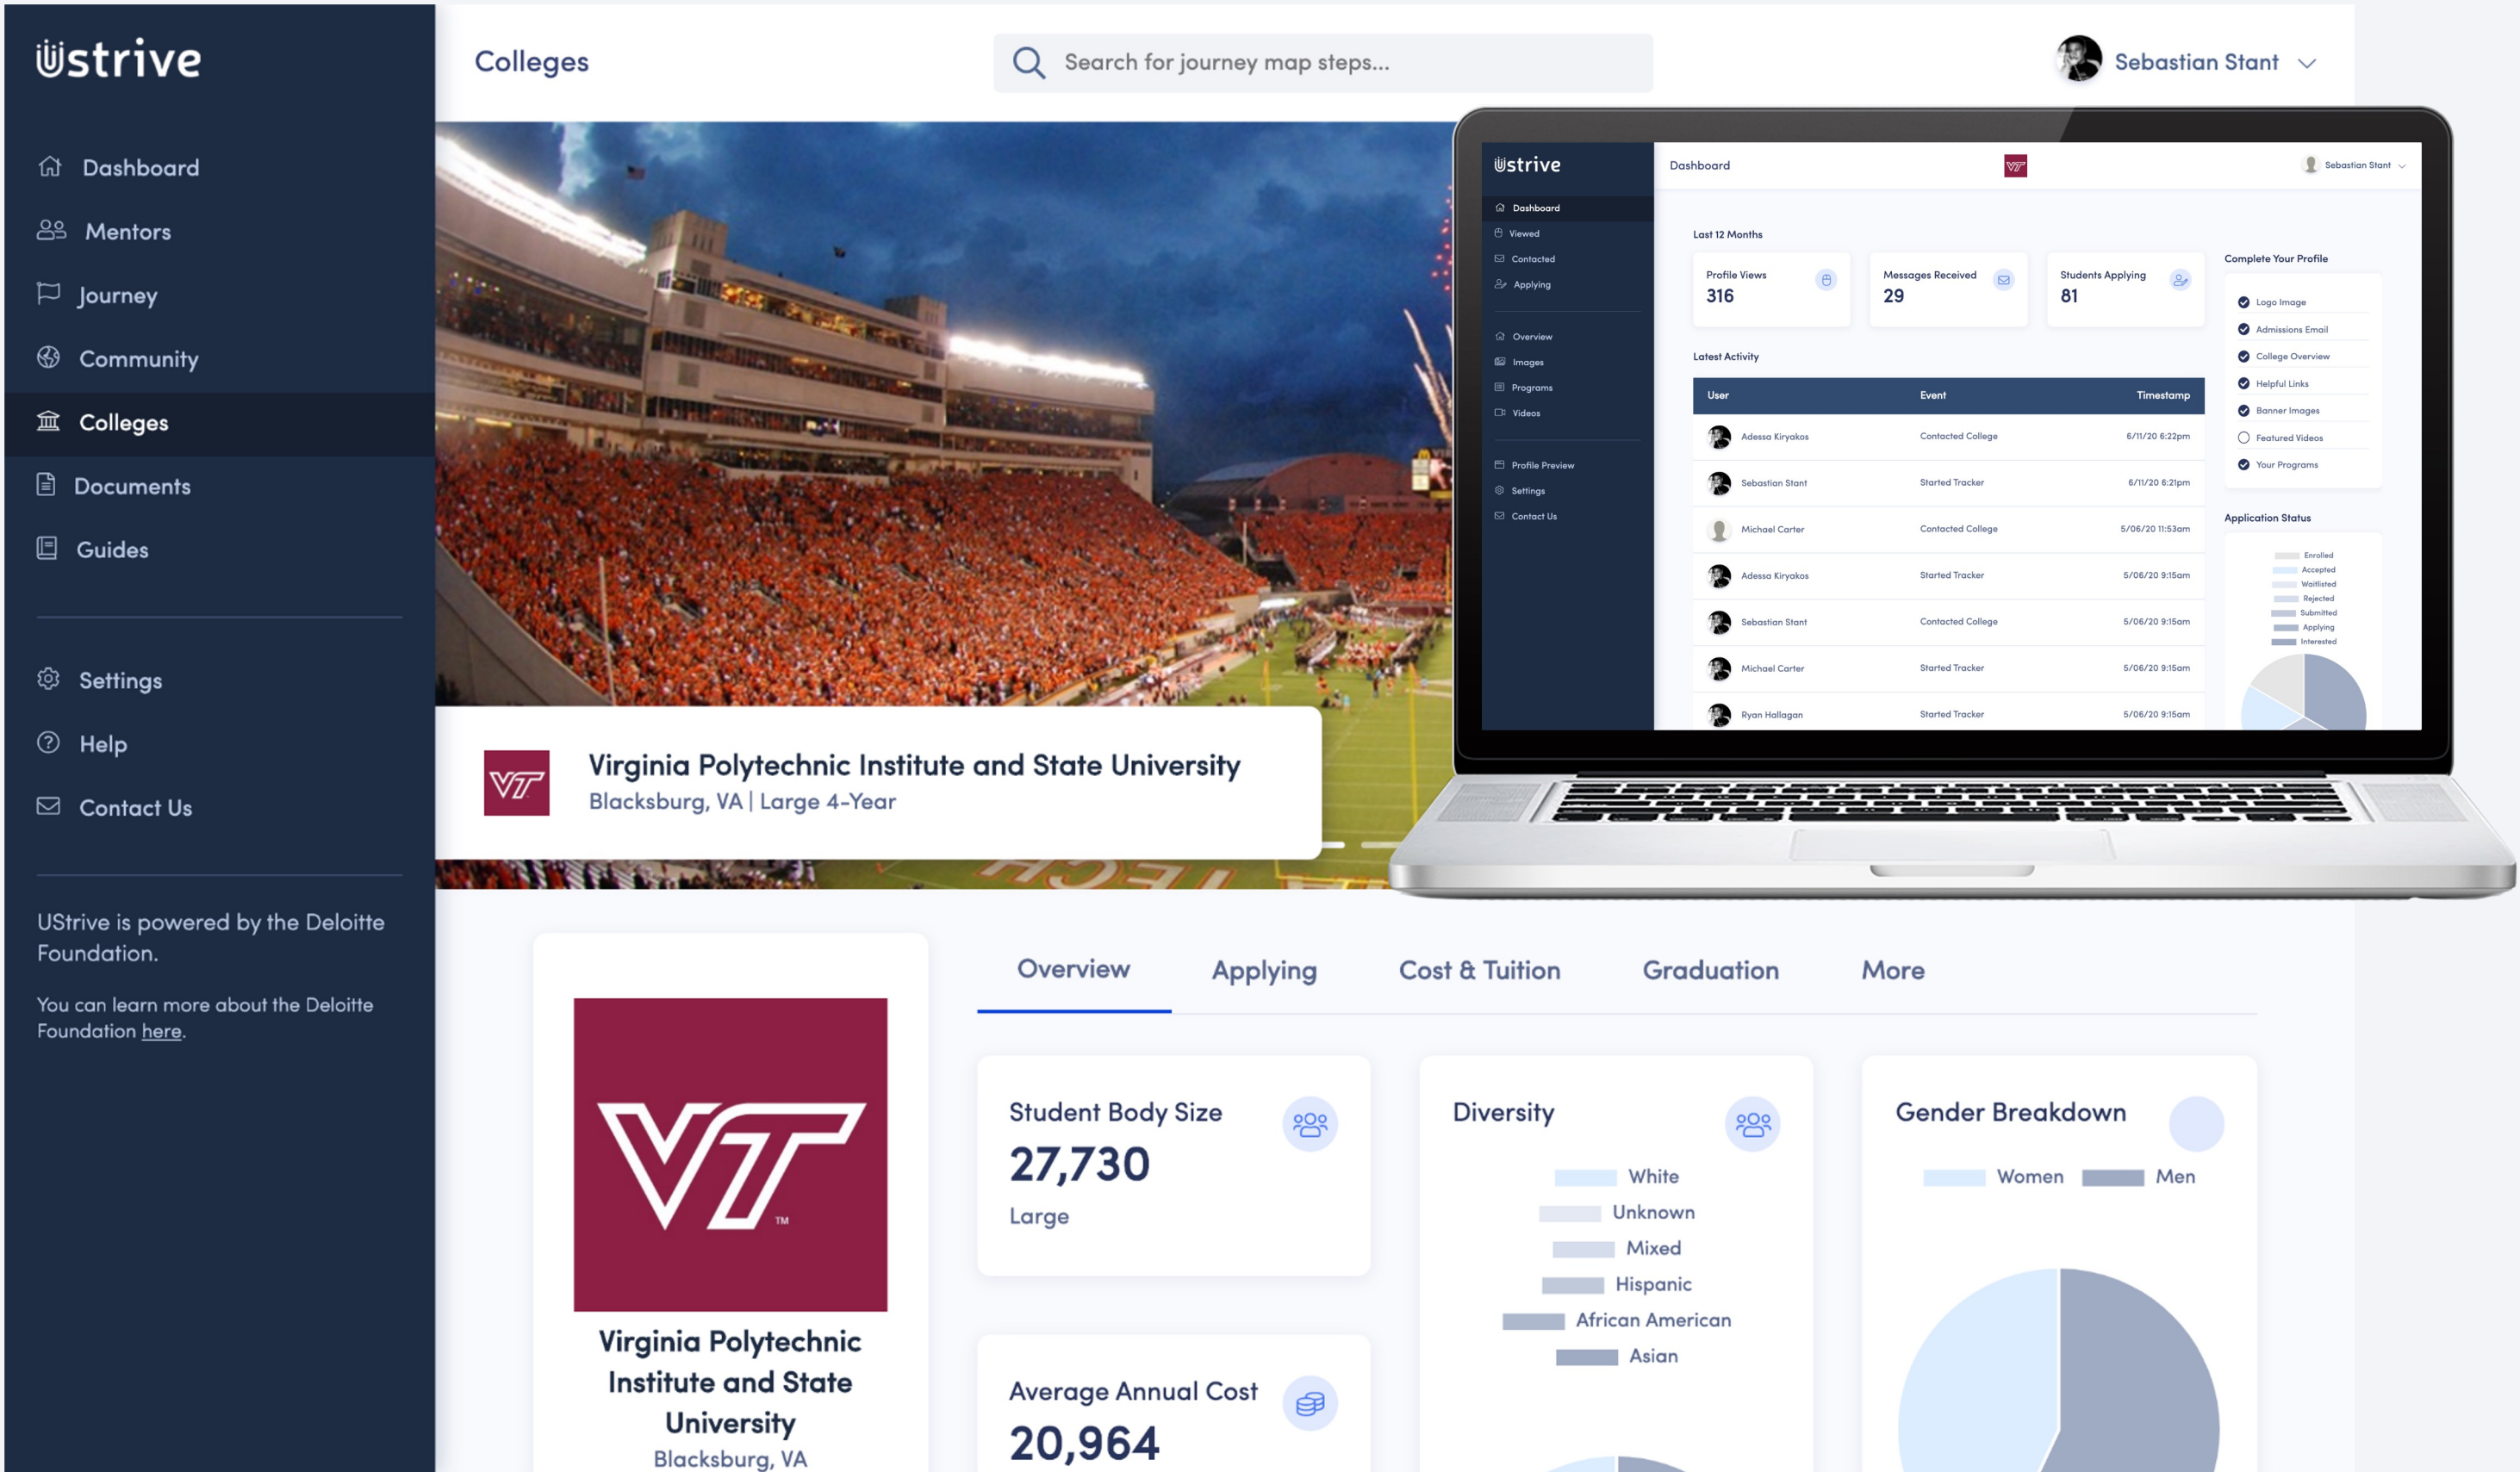 Ustrive
Dashboard
Mentors
Journey
Community
Colleges
Documents
Guides
Settings
Help
Contact Us
UStrive is powered by the Deloitte
Foundation.
You can learn more about the Deloitte
Foundation here.
Colleges
Search for journey map steps...
Sebastian Stant
Virginia Polytechnic Institute and State University
Blacksburg, VA | Large 4-Year
TECH
Ustrive
Dashboard
Viewed
Contacted
Applying
Overview
Images
Programs
Videos
Profile Preview
Settings
Contact Us
Dashboard
VT
Sebastian Stant
Last 12 Months
Profile Views
316
Messages Received
29
Students Applying
81
Latest Activity
User Event Timestamp
Adessa Kiryakos Contacted College 6/11/20 6:22pm
Sebastian Stant Started Tracker 6/11/20 6:21pm
Michael Carter Contacted College 5/06/20 11:53am
Adessa Kiryakos Started Tracker 5/06/20 9:15am
Sebastian Stant Contacted College 5/06/20 9:15am
Michael Carter Started Tracker 5/06/20 9:15am
Ryan Hallagan Started Tracker 5/06/20 9:15am
Complete Your Profile
Logo Image
Admissions Email
College Overview
Helpful Links
Banner Images
Featured Videos
Your Programs
Application Status
Enrolled
Accepted
Waitlisted
Rejected
Submitted
Applying
Interested
VT
VT
TM
Virginia Polytechnic
Institute and State
University
Blacksburg, VA
Overview Applying Cost & Tuition Graduation More
Student Body Size
27,730
Large
Average Annual Cost
20,964
Diversity
White
Unknown
Mixed
Hispanic
African American
Asian
Gender Breakdown
Women Men